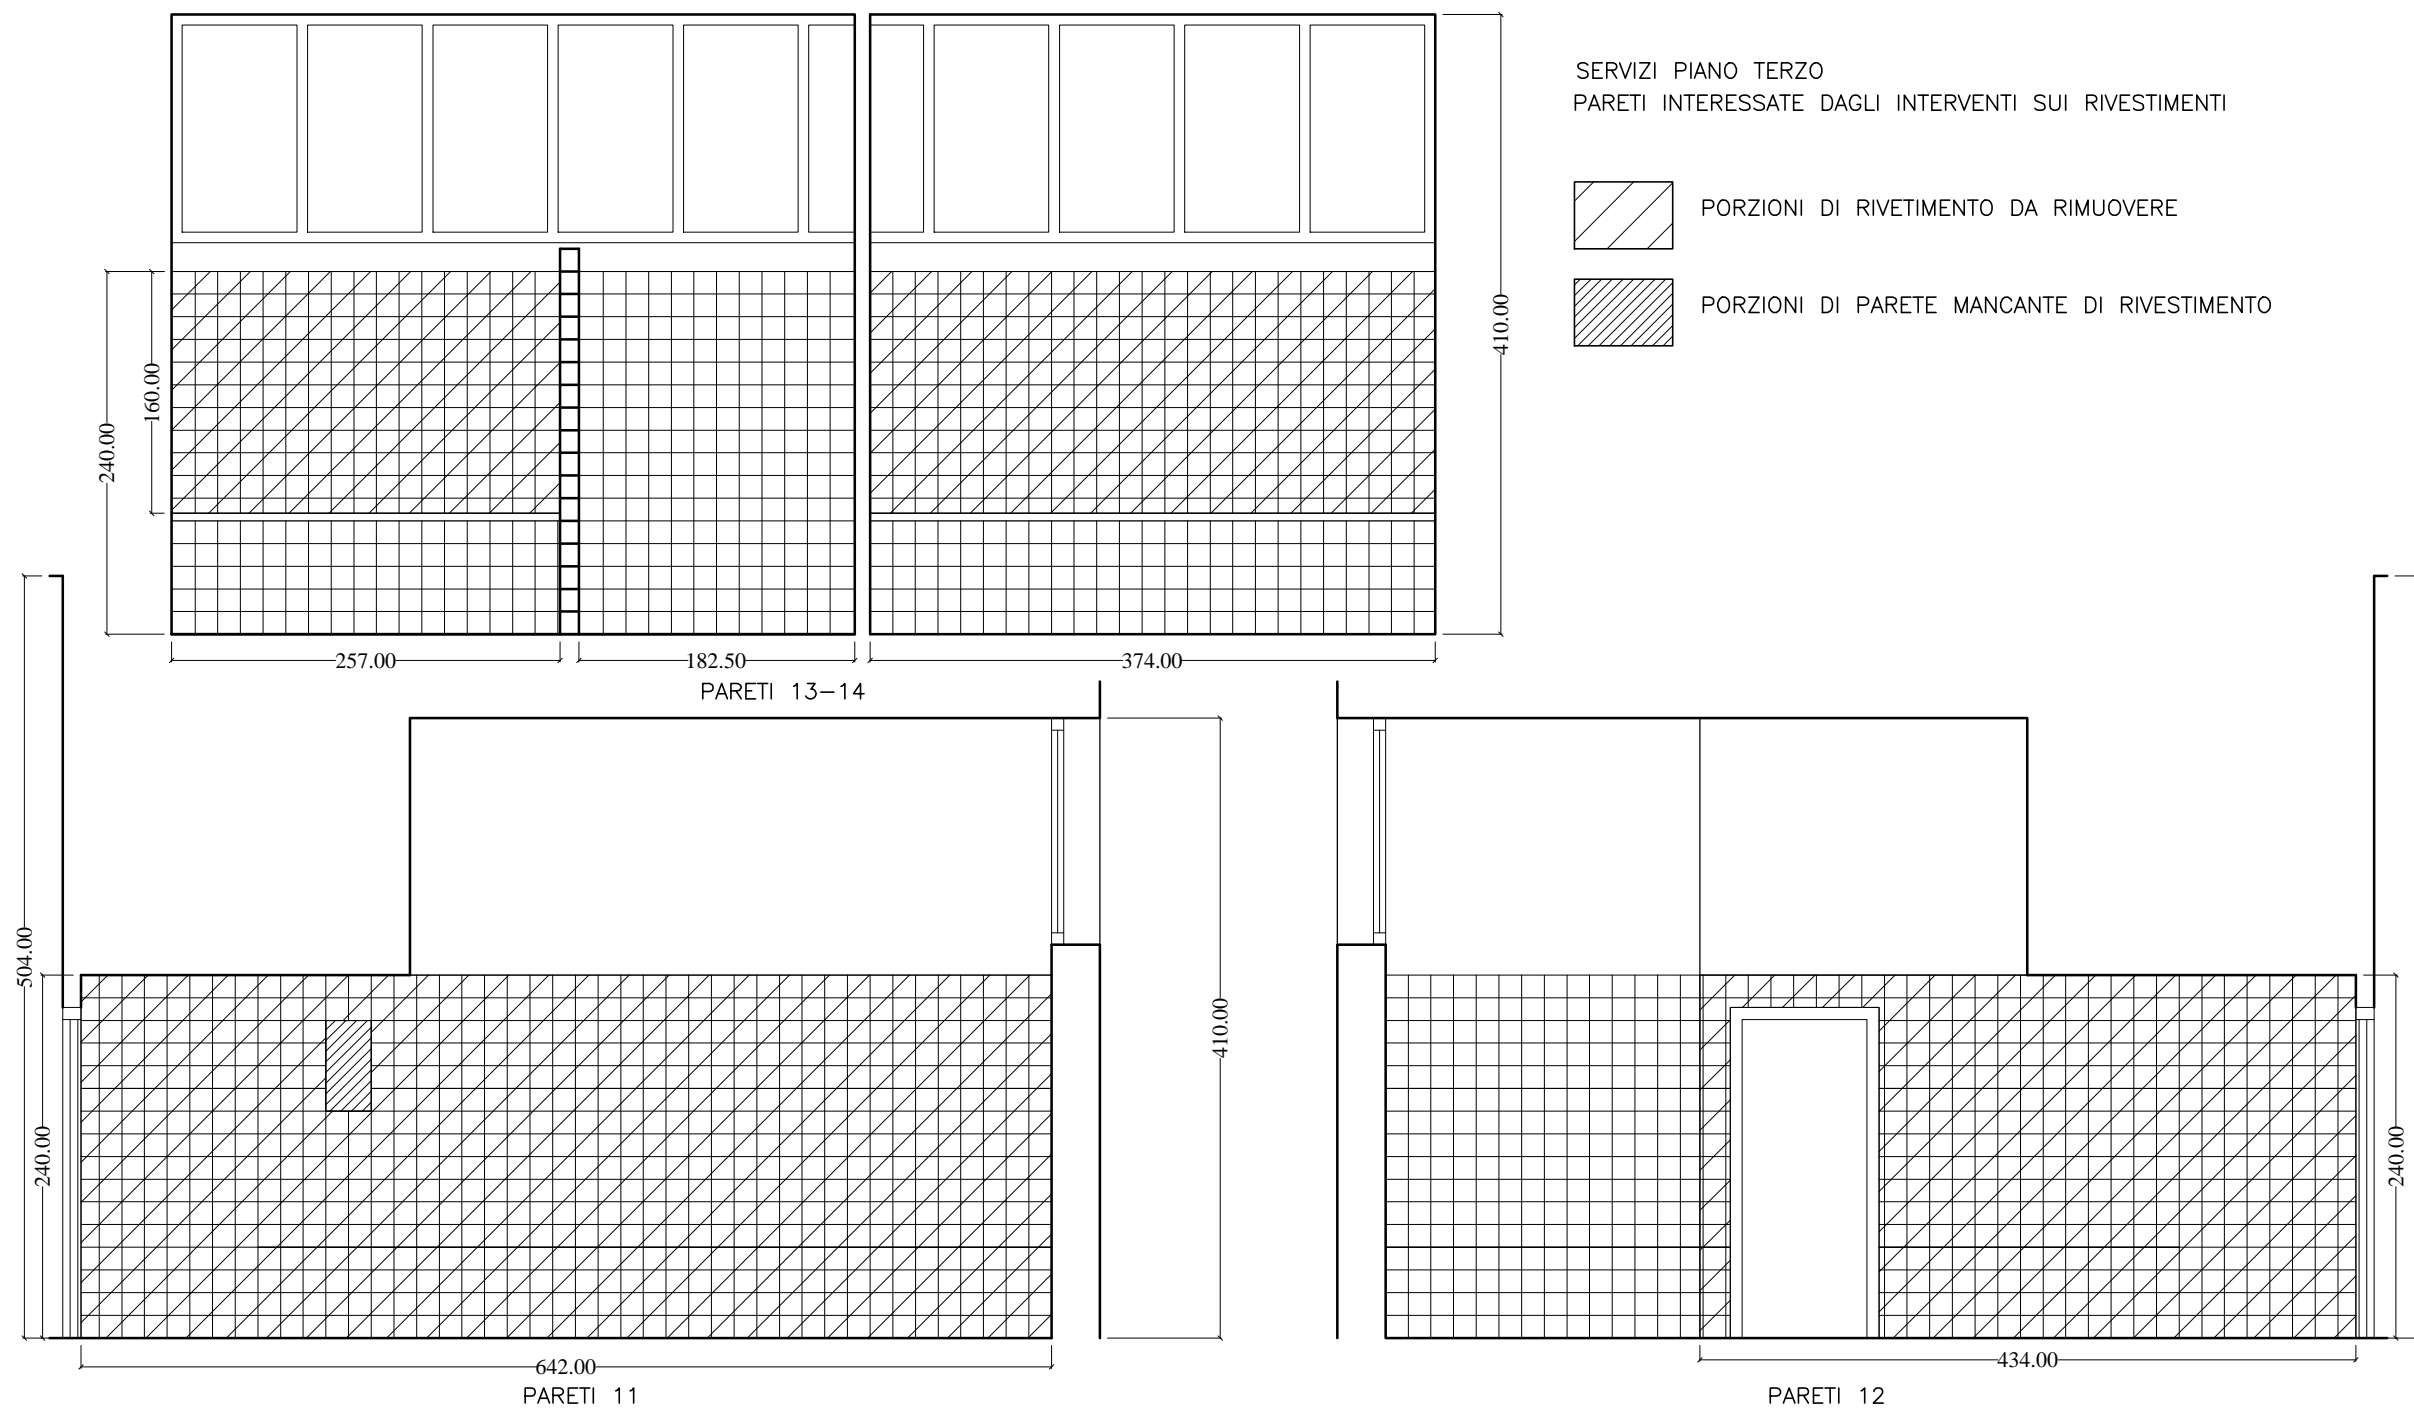 SERVIZI PIANO TERZO
PARETI INTERESSATE DAGLI INTERVENTI SUI RIVESTIMENTI
PORZIONI DI RIVETIMENTO DA RIMUOVERE
PORZIONI DI PARETE MANCANTE DI RIVESTIMENTO
410.00
160.00
240.00
257.00
182.50
374.00
PARETI 13-14
504.00
410.00
240.00
240.00
642.00
434.00
PARETI 11
PARETI 12